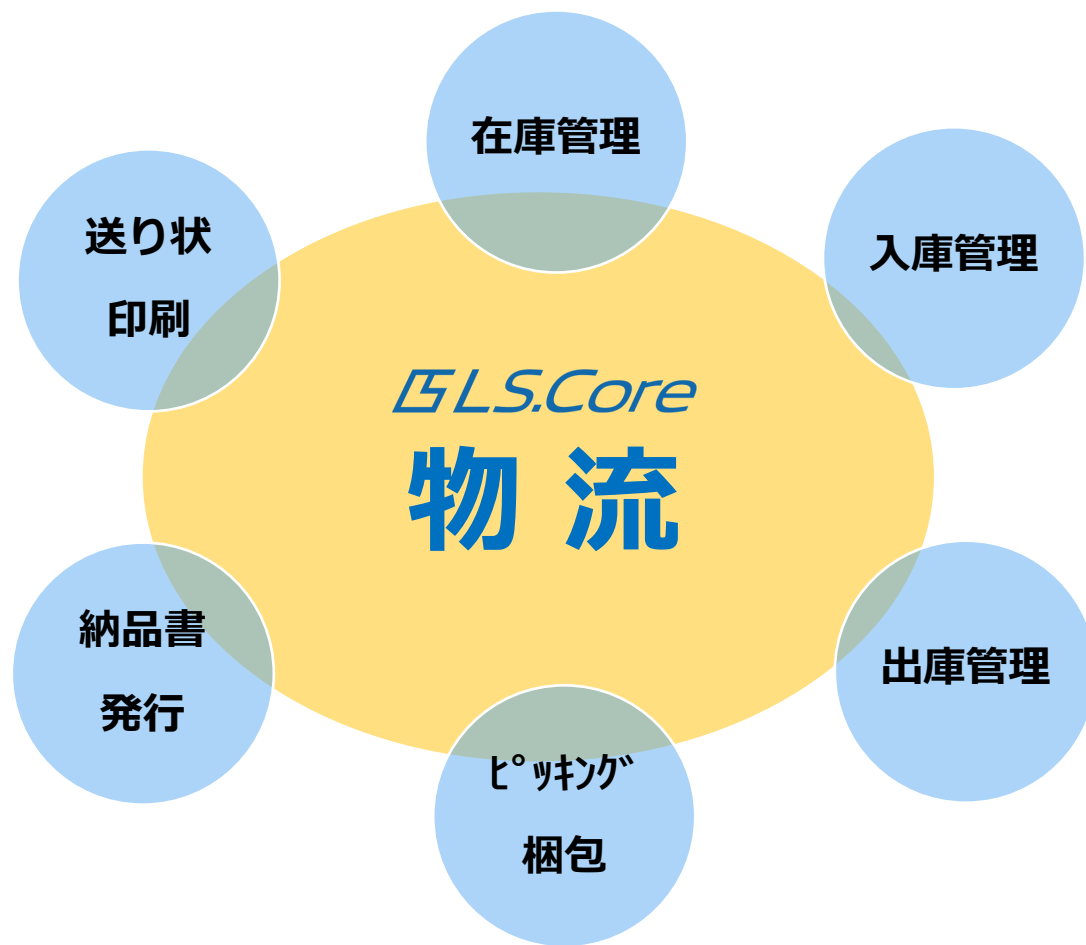 在庫管理
入庫管理
送り状
印刷
LS.Core
物 流
納品書
発行
出庫管理
ﾋﾟｯｷﾝｸﾞ
梱包